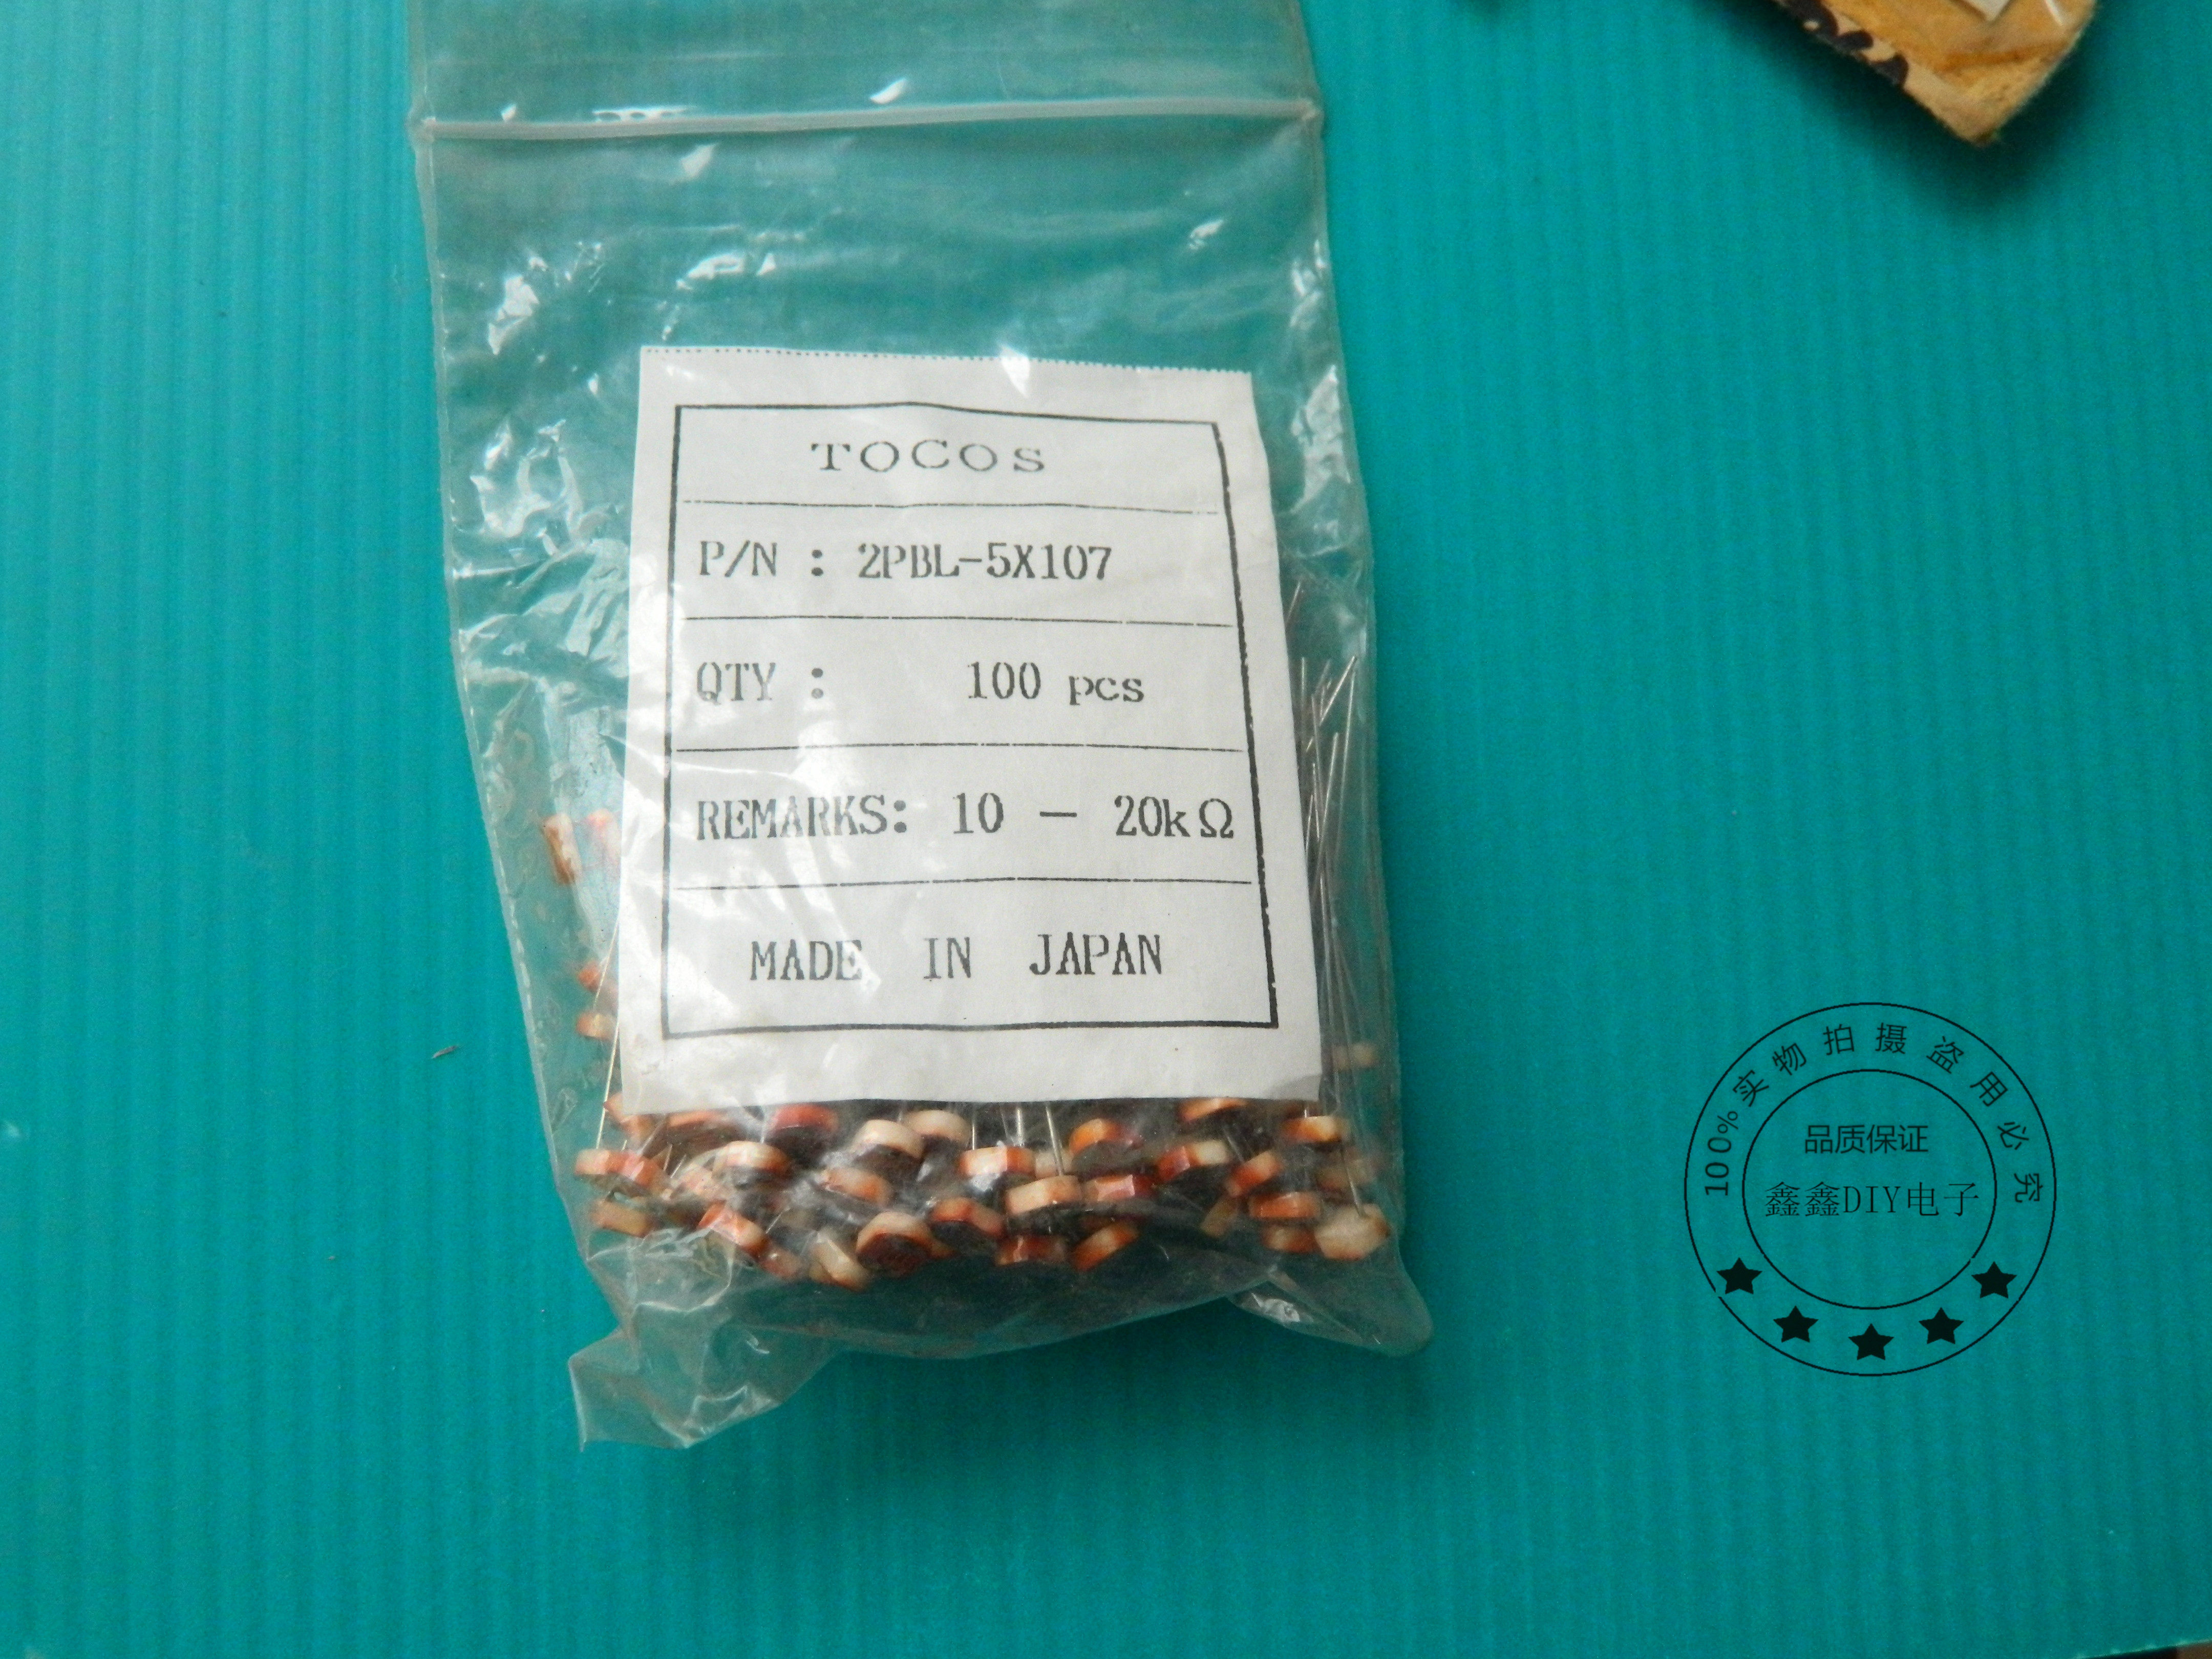 TOCOS
P/N : 2PBL-5X107
QTY : 100 pcs
REMARKS: 10 - 20kΩ
MADE IN JAPAN
100%实物拍摄盗用必究
品质保证
鑫鑫DIY电子